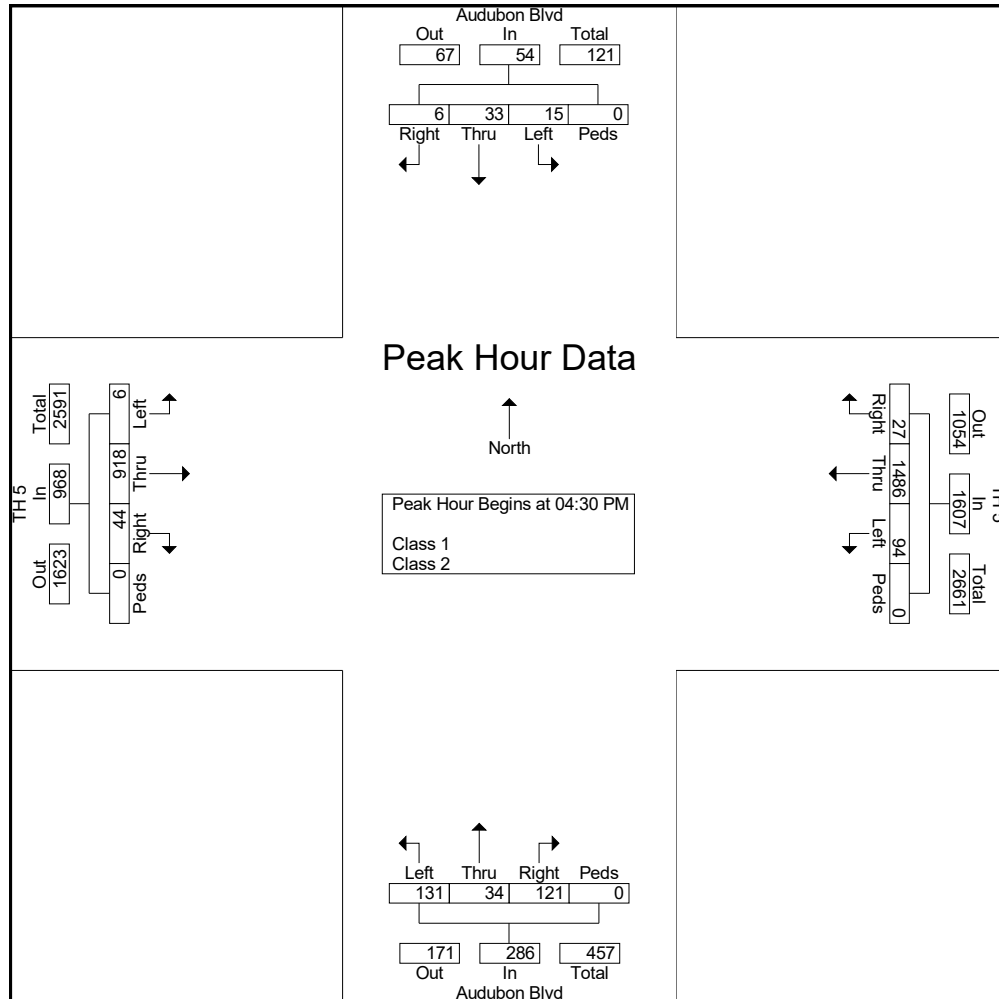 Audubon Blvd
Out In Total
67 54 121
6 33 15 0
Right Thru Left Peds
Peak Hour Data
North
Peak Hour Begins at 04:30 PM
Class 1
Class 2
TH 5
Total In Out
2591 968 1623
6 918 44 0
Left Thru Right Peds
Right Thru Left Peds
27 1486 94 0
Out In Total
1054 1607 2661
Left Thru Right Peds
131 34 121 0
171 286 457
Out In Total
Audubon Blvd